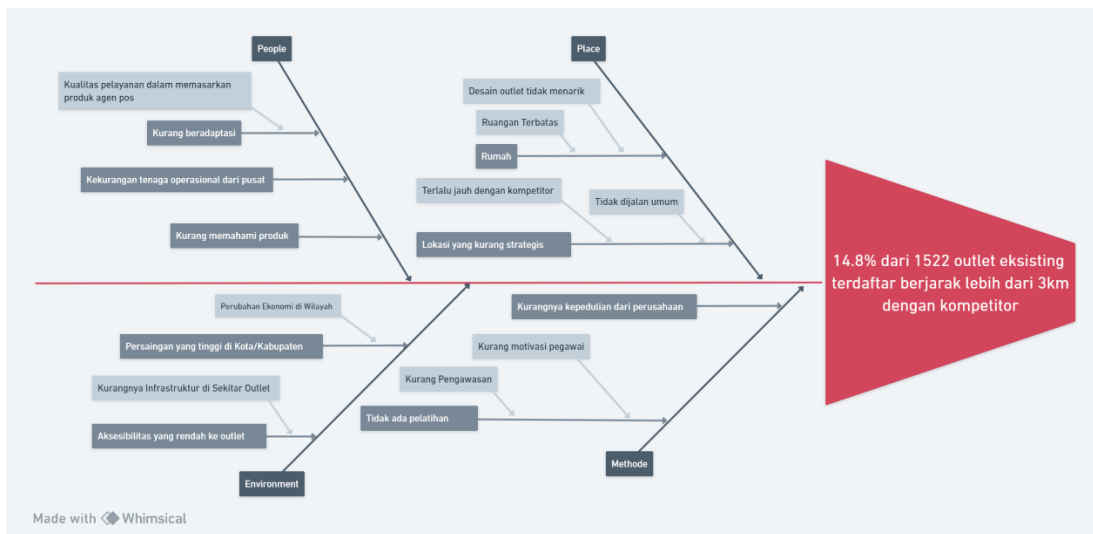 People
Kualitas pelayanan dalam memasarkan
produk agen pos
Kurang beradaptasi
Kekurangan tenaga operasional dari pusat
Kurang memahami produk
Place
Desain outlet tidak menarik
Ruangan Terbatas
Rumah
Terlalu jauh dengan kompetitor
Tidak dijalan umum
Lokasi yang kurang strategis
14.8% dari 1522 outlet eksisting
terdaftar berjarak lebih dari 3km
dengan kompetitor
Perubahan Ekonomi di Wilayah
Persaingan yang tinggi di Kota/Kabupaten
Kurangnya Infrastruktur di Sekitar Outlet
Aksesibilitas yang rendah ke outlet
Environment
Kurangnya kepedulian dari perusahaan
Kurang motivasi pegawai
Kurang Pengawasan
Tidak ada pelatihan
Methode
Made with Whimsical